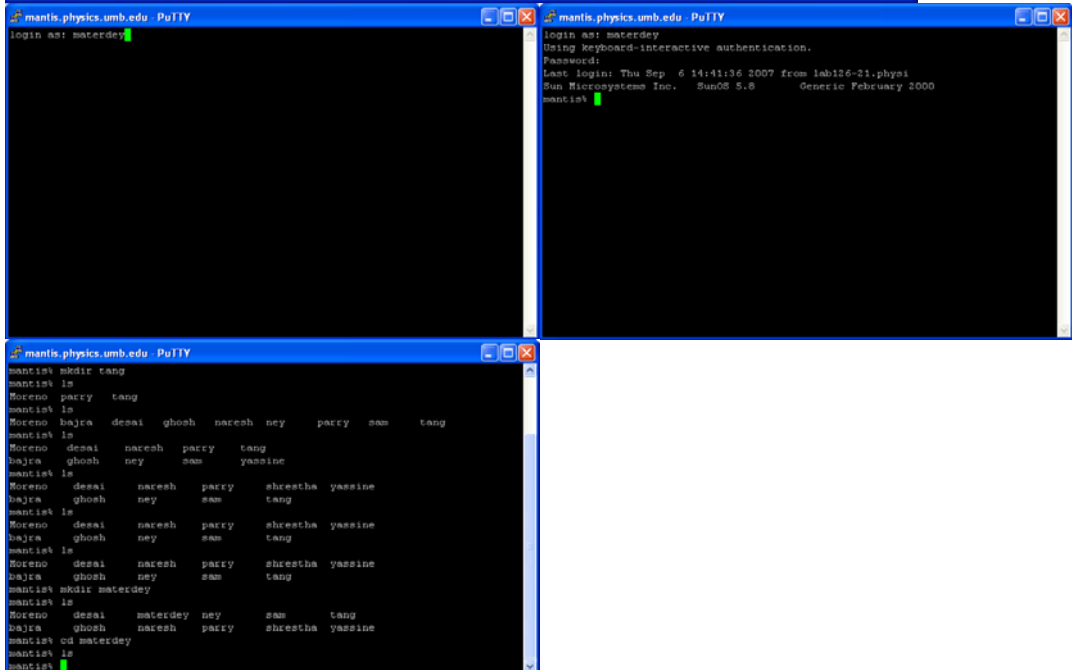 mantis.physics.umb.edu - PuTTY
login as: materdey
mantis.physics.umb.edu - PuTTY
login as: materdey
Using keyboard-interactive authentication.
Password:
Last login: Thu Sep  6 14:41:36 2007 from lab126-21.physi
Sun Microsystems Inc.   SunOS 5.8       Generic February 2000
mantis%
mantis.physics.umb.edu - PuTTY
mantis% mkdir tang
mantis% ls
Moreno  parry   tang
mantis% ls
Moreno  bajra   desai   ghosh   naresh  ney     parry   sam     tang
mantis% ls
Moreno   desai    naresh   parry    tang
bajra    ghosh    ney      sam      yassine
mantis% ls
Moreno    desai     naresh    parry     shrestha  yassine
bajra     ghosh     ney       sam       tang
mantis% ls
Moreno    desai     naresh    parry     shrestha  yassine
bajra     ghosh     ney       sam       tang
mantis% ls
Moreno    desai     naresh    parry     shrestha  yassine
bajra     ghosh     ney       sam       tang
mantis% mkdir materdey
mantis% ls
Moreno    desai     materdey  ney       sam       tang
bajra     ghosh     naresh    parry     shrestha  yassine
mantis% cd materdey
mantis% ls
mantis%